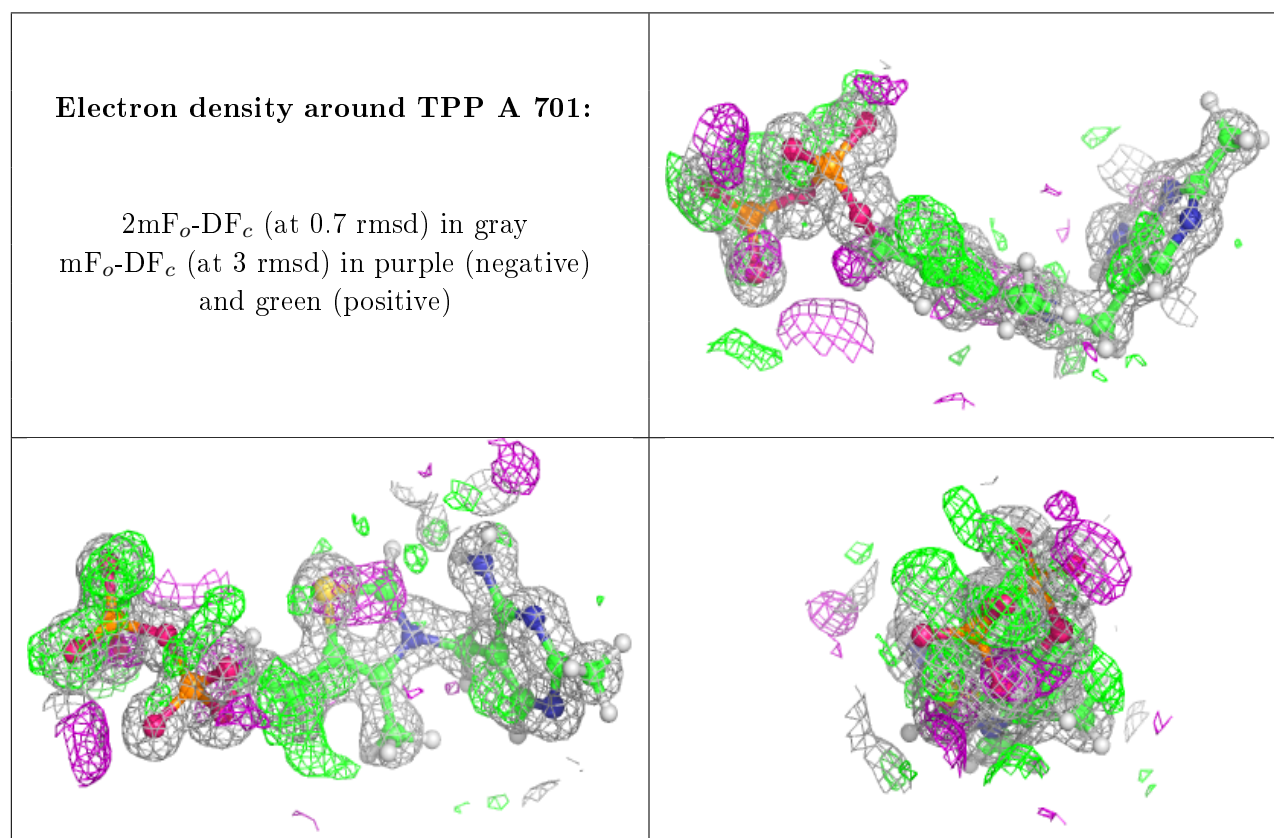 Electron density around TPP A 701:
2mFo-DFc (at 0.7 rmsd) in gray
mFo-DFc (at 3 rmsd) in purple (negative)
and green (positive)